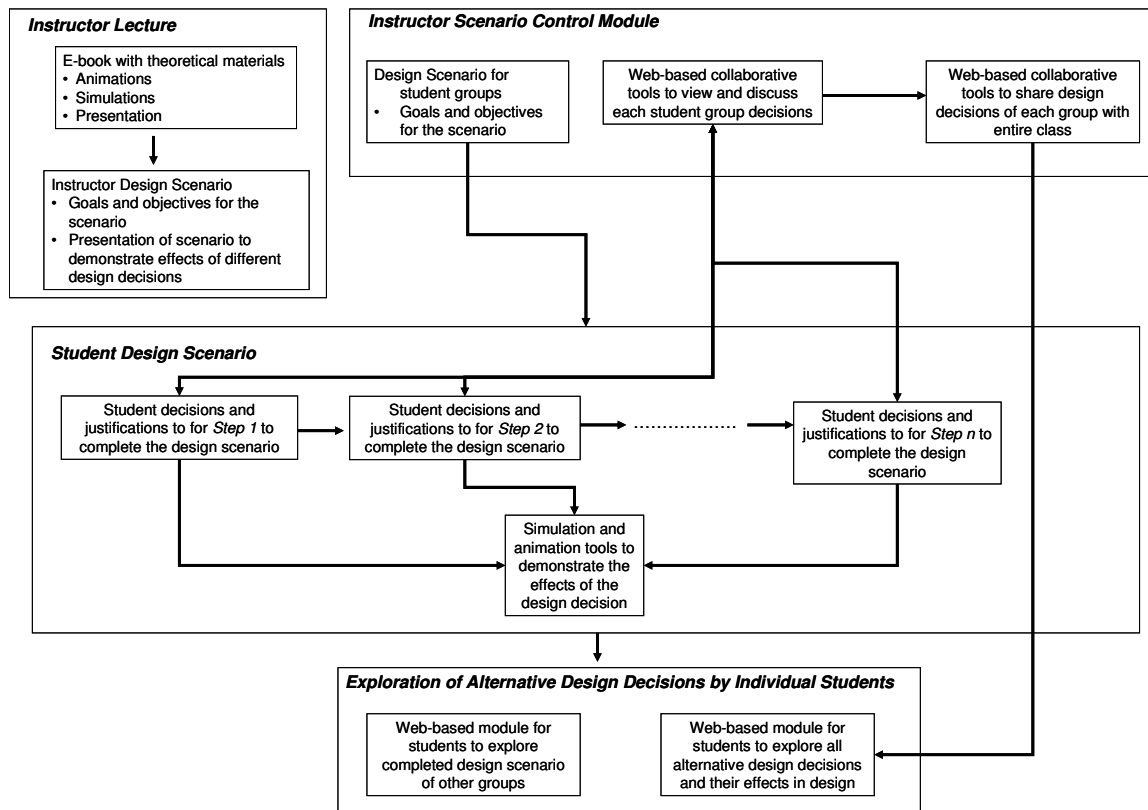 Instructor Lecture
E-book with theoretical materials
• Animations
• Simulations
• Presentation
Instructor Design Scenario
• Goals and objectives for the
scenario
• Presentation of scenario to
demonstrate effects of different
design decisions
Instructor Scenario Control Module
Design Scenario for
student groups
• Goals and objectives
for the scenario
Web-based collaborative
tools to view and discuss
each student group decisions
Web-based collaborative
tools to share design
decisions of each group with
entire class
Student Design Scenario
Student decisions and
justifications to for Step 1 to
complete the design scenario
Student decisions and
justifications to for Step 2 to
complete the design scenario
....................
Student decisions and
justifications to for Step n to
complete the design
scenario
Simulation and
animation tools to
demonstrate the
effects of the
design decision
Exploration of Alternative Design Decisions by Individual Students
Web-based module for
students to explore
completed design scenario
of other groups
Web-based module for
students to explore all
alternative design decisions
and their effects in design